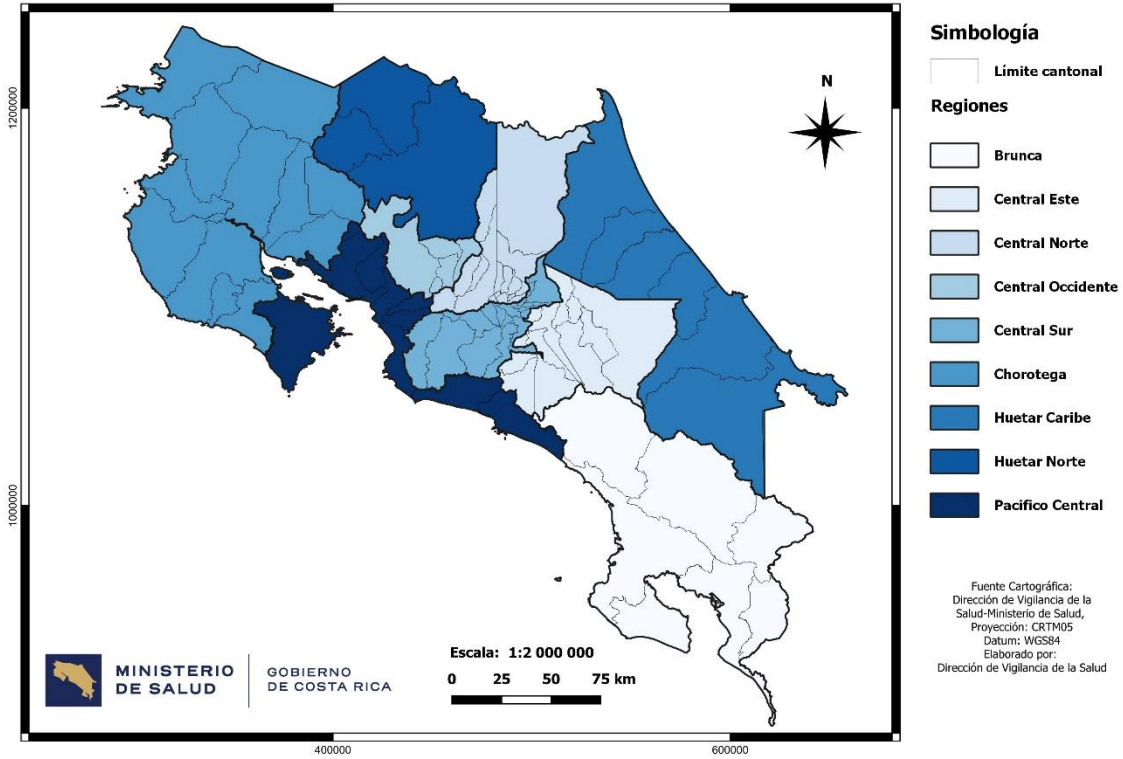 Simbología
Límite cantonal
Regiones
Brunca
Central Este
Central Norte
Central Occidente
Central Sur
Chorotega
Huetar Caribe
Huetar Norte
Pacifico Central
N
1200000
1000000
400000
600000
Escala: 1:2 000 000
0 25 50 75 km
MINISTERIO
DE SALUD
GOBIERNO
DE COSTA RICA
Fuente Cartográfica:
Dirección de Vigilancia de la
Salud-Ministerio de Salud,
Proyección: CRTM05
Datum: WGS84
Elaborado por:
Dirección de Vigilancia de la Salud